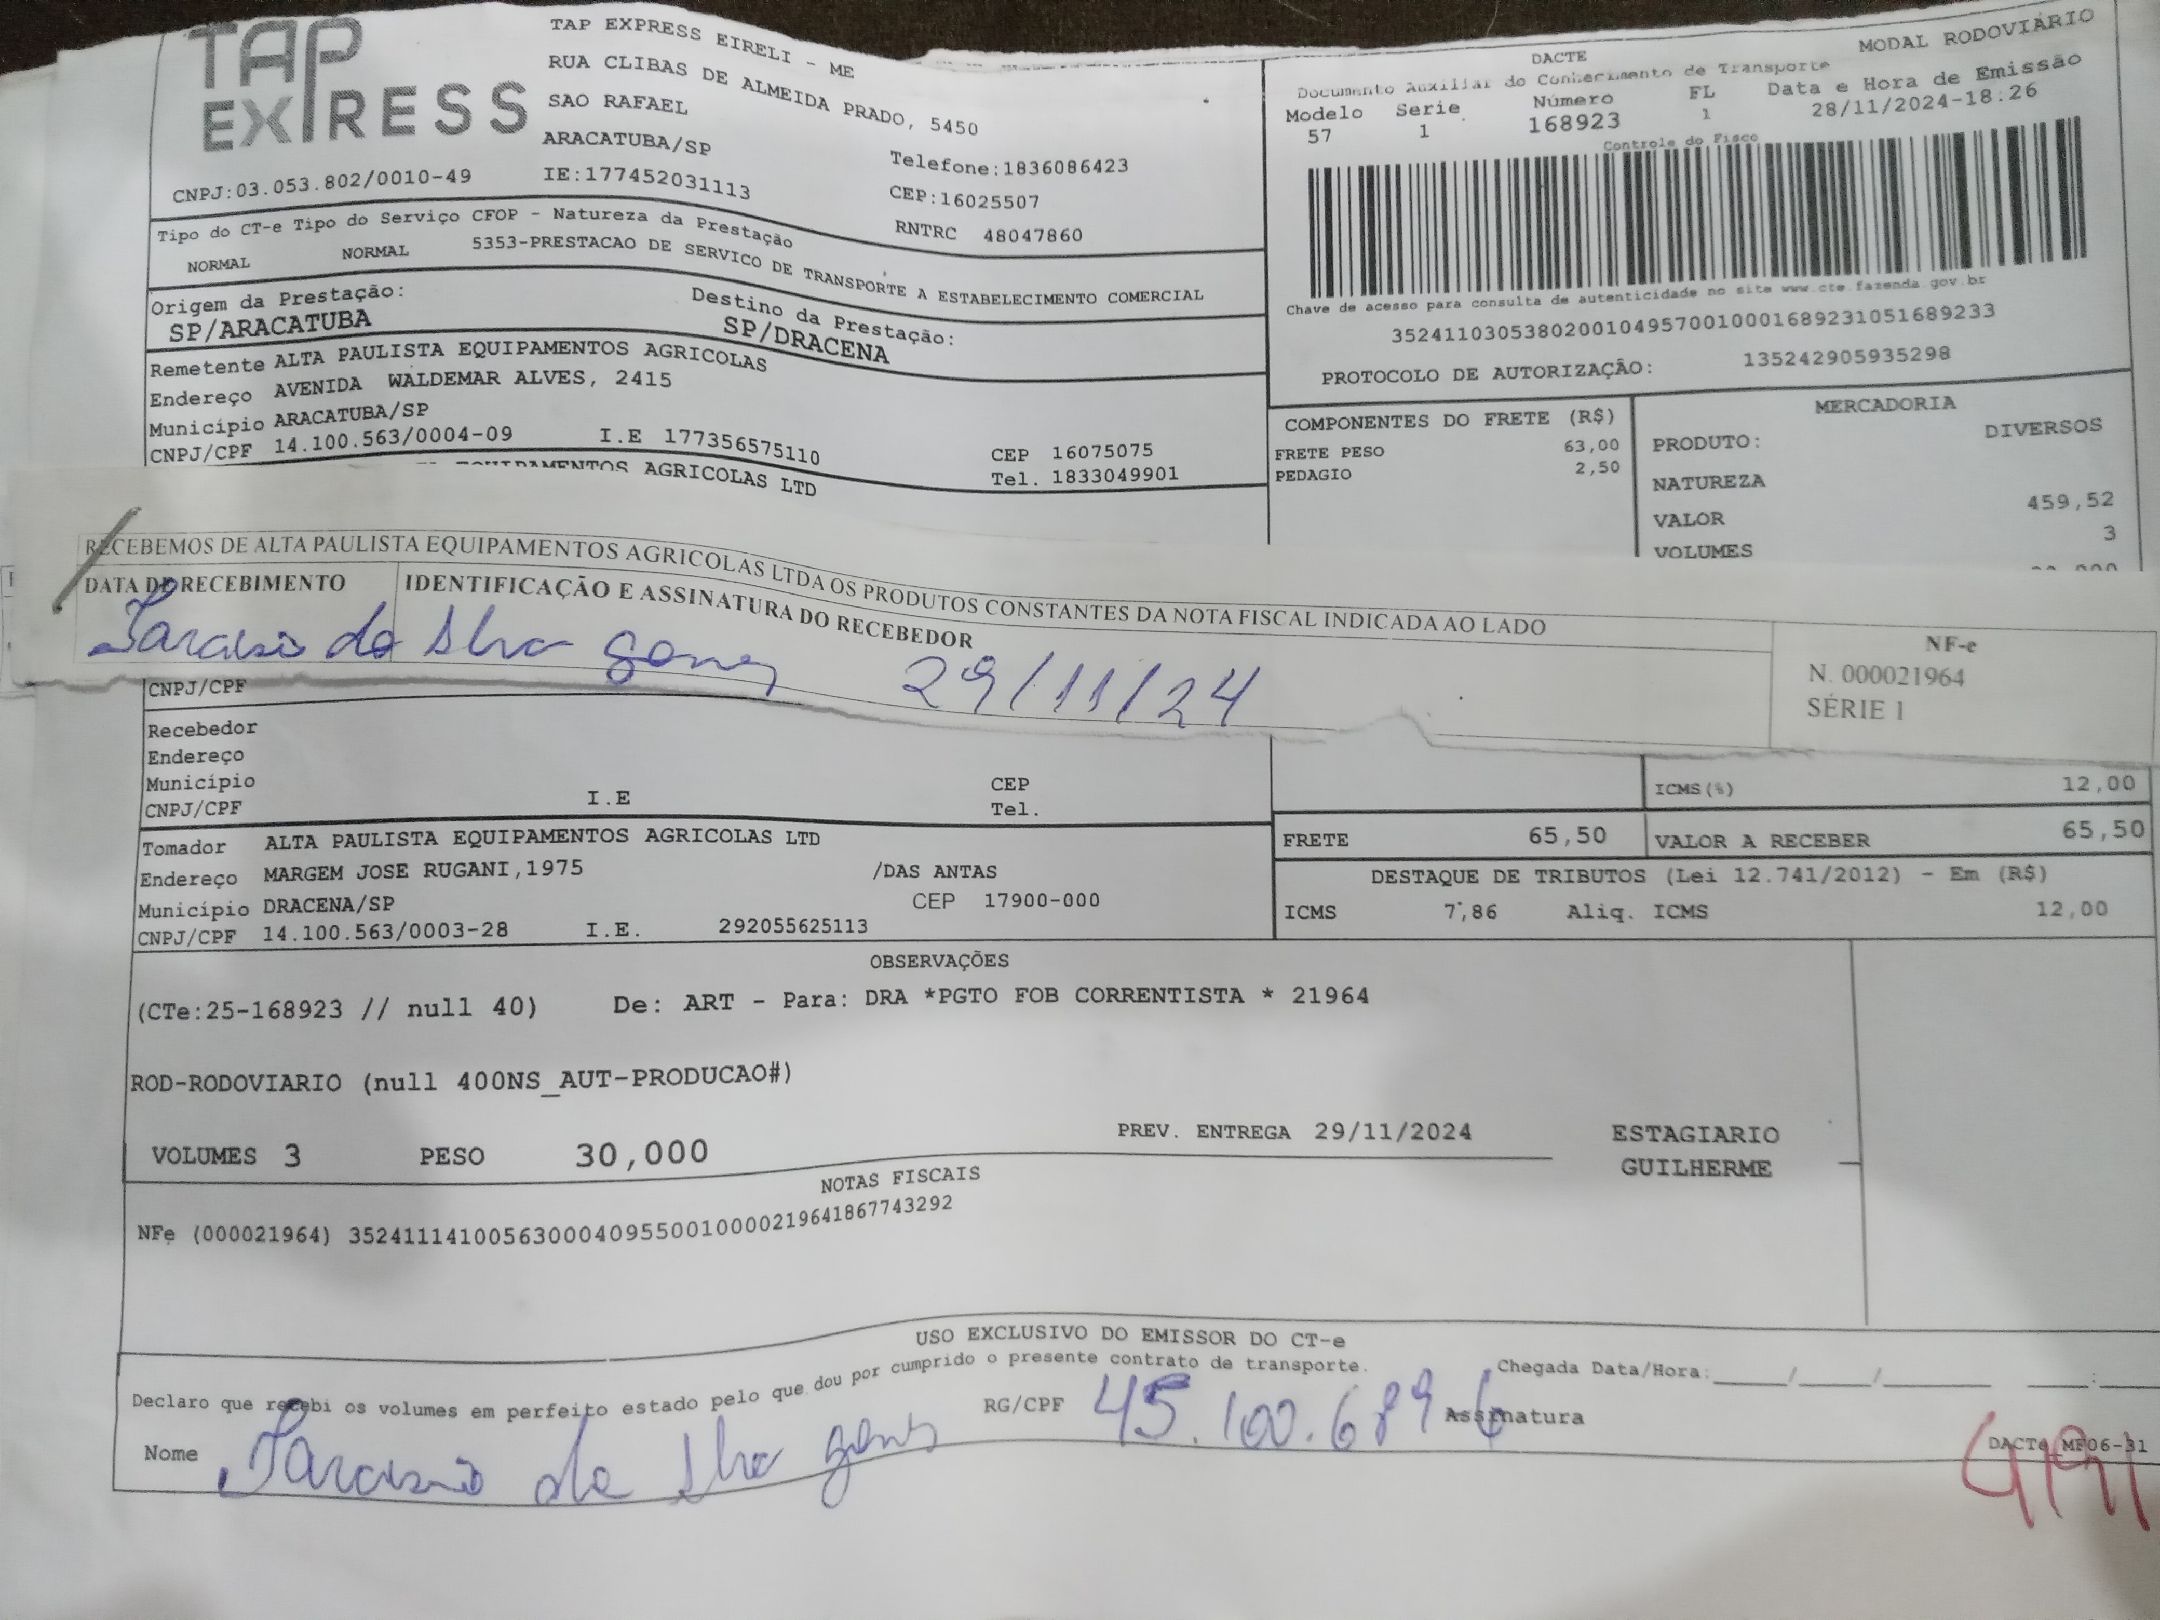 TAP EXPRESS
TAP EXPRESS EIRELI - ME
RUA CLIBAS DE ALMEIDA PRADO, 5450
SAO RAFAEL
ARACATUBA/SP
Telefone:1836086423
CNPJ:03.053.802/0010-49 IE:177452031113 CEP:16025507
RNTRC 48047860
DACTE MODAL RODOVIÁRIO
Documento Auxiliar do Conhecimento de Transporte
Modelo Serie Número FL Data e Hora de Emissão
57 1 168923 1 28/11/2024-18:26
Controle do Fisco
Chave de acesso para consulta de autenticidade no site www.cte.fazenda.gov.br
35241103053802001049570010001689231051689233
PROTOCOLO DE AUTORIZAÇÃO: 135242905935298
Tipo do CT-e Tipo do Serviço CFOP - Natureza da Prestação
NORMAL NORMAL 5353-PRESTACAO DE SERVICO DE TRANSPORTE A ESTABELECIMENTO COMERCIAL
Origem da Prestação: Destino da Prestação:
SP/ARACATUBA SP/DRACENA
Remetente ALTA PAULISTA EQUIPAMENTOS AGRICOLAS
Endereço AVENIDA WALDEMAR ALVES, 2415
Município ARACATUBA/SP CEP 16075075
CNPJ/CPF 14.100.563/0004-09 I.E 177356575110 Tel. 1833049901
EQUIPAMENTOS AGRICOLAS LTD
COMPONENTES DO FRETE (R$)
FRETE PESO 63,00
PEDAGIO 2,50
MERCADORIA
PRODUTO: DIVERSOS
NATUREZA
VALOR 459,52
VOLUMES 3
RECEBEMOS DE ALTA PAULISTA EQUIPAMENTOS AGRICOLAS LTDA OS PRODUTOS CONSTANTES DA NOTA FISCAL INDICADA AO LADO
DATA DE RECEBIMENTO IDENTIFICAÇÃO E ASSINATURA DO RECEBEDOR
29/11/24
NF-e
N. 000021964
SÉRIE 1
CNPJ/CPF
Recebedor
Endereço
Município CEP
CNPJ/CPF I.E Tel.
ICMS(%) 12,00
FRETE 65,50 VALOR A RECEBER 65,50
Tomador ALTA PAULISTA EQUIPAMENTOS AGRICOLAS LTD
Endereço MARGEM JOSE RUGANI,1975 /DAS ANTAS
Município DRACENA/SP CEP 17900-000
CNPJ/CPF 14.100.563/0003-28 I.E. 292055625113
DESTAQUE DE TRIBUTOS (Lei 12.741/2012) - Em (R$)
ICMS 7,86 Aliq. ICMS 12,00
OBSERVAÇÕES
(CTe:25-168923 // null 40) De: ART - Para: DRA *PGTO FOB CORRENTISTA * 21964
ROD-RODOVIARIO (null 400NS_AUT-PRODUCAO#)
VOLUMES 3 PESO 30,000 PREV. ENTREGA 29/11/2024
ESTAGIARIO
GUILHERME
NOTAS FISCAIS
NFe (000021964) 35241114100563000409550010000219641867743292
USO EXCLUSIVO DO EMISSOR DO CT-e
Declaro que recebi os volumes em perfeito estado pelo que dou por cumprido o presente contrato de transporte.
Chegada Data/Hora:____/____/____ ____:____
Nome RG/CPF 45.100.689 6 Assinatura
DACTe MF06-31